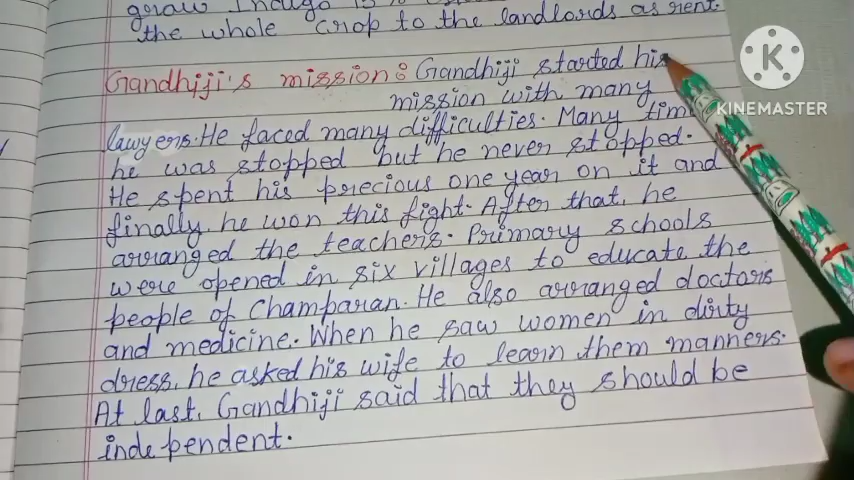 the whole crop to the landlords as rent.
Gandhiji's mission: Gandhiji started his
mission with many
lawyers. He faced many difficulties. Many tim
he was stopped but he never stopped.
He spent his precious one year on it and
finally, he won this fight. After that, he
arranged the teachers. Primary schools
were opened in six villages to educate the
people of Champaran. He also arranged doctors
and medicine. When he saw women in dirty
dress, he asked his wife to learn them manners.
At last, Gandhiji said that they should be
independent.
KINEMASTER